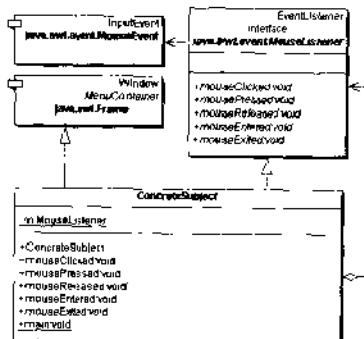 InputEvent
java.awt.event.MouseEvent
Window
MenuContainer
java.awt.Frame
EventListener
interface
java.awt.event.MouseListener
+mouseClicked:void
+mousePressed:void
+mouseReleased:void
+mouseEntered:void
+mouseExited:void
ConcreteSubject
m:MouseListener
+ConcreteSubject
+mouseClicked:void
+mousePressed:void
+mouseReleased:void
+mouseEntered:void
+mouseExited:void
+main:void